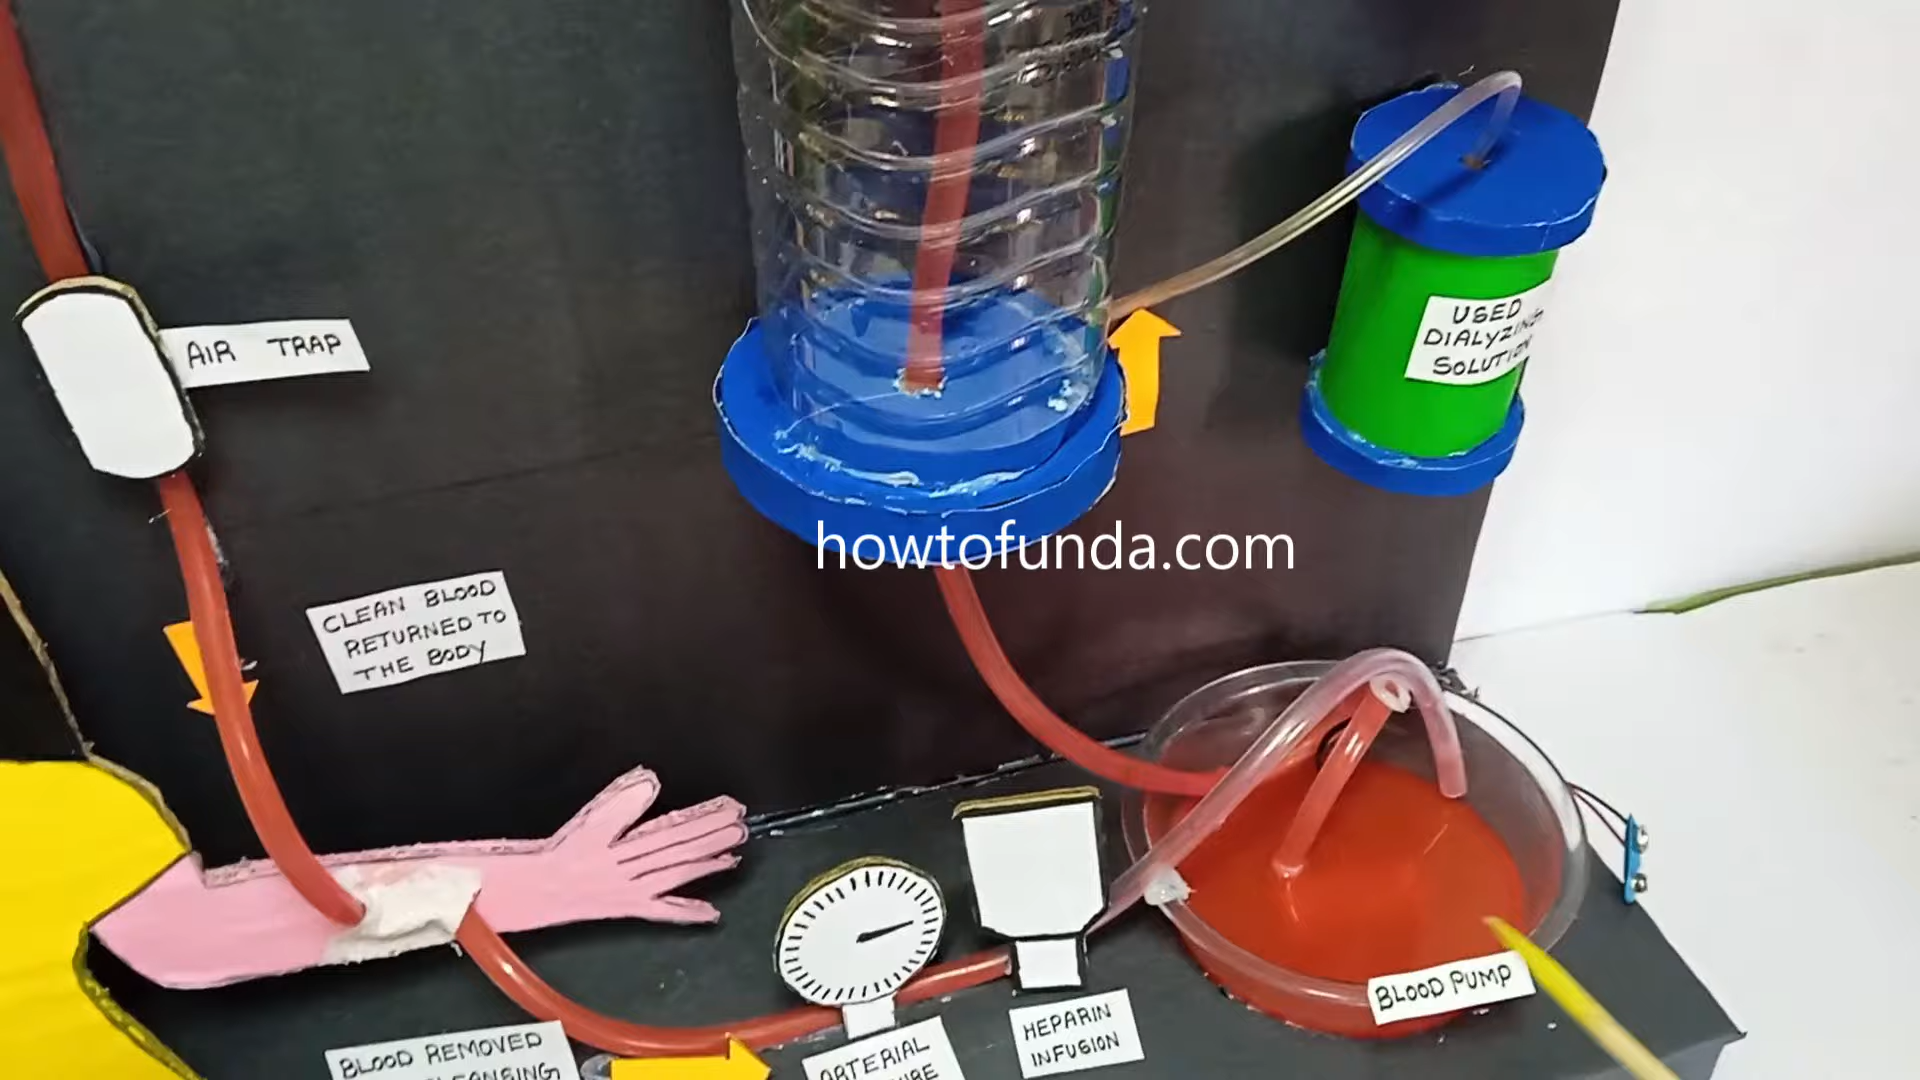 USED
DIALYZING
SOLUTION
AIR TRAP
howtofunda.com
CLEAN BLOOD
RETURNED TO
THE BODY
BLOOD PUMP
HEPARIN
INFUSION
BLOOD REMOVED
ARTERIAL